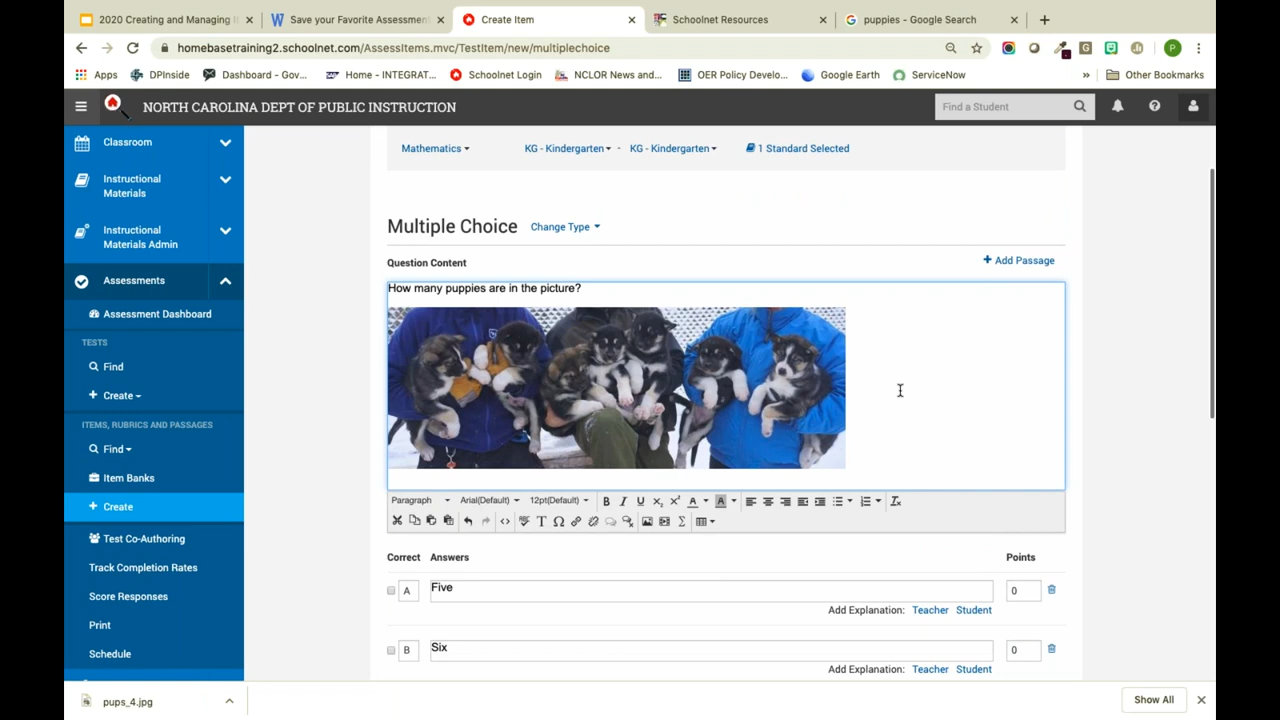 2020 Creating and Managing I
Save your Favorite Assessment
Create Item
Schoolnet Resources
puppies - Google Search
homebasetraining2.schoolnet.com/AssessItems.mvc/TestItem/new/multiplechoice
Apps
DPInside
Dashboard - Gov...
Home - INTEGRAT...
Schoolnet Login
NCLOR News and...
OER Policy Develo...
Google Earth
ServiceNow
»
Other Bookmarks
NORTH CAROLINA DEPT OF PUBLIC INSTRUCTION
Find a Student
Classroom
Instructional
Materials
Instructional
Materials Admin
Assessments
Assessment Dashboard
TESTS
Find
+ Create
ITEMS, RUBRICS AND PASSAGES
Find
Item Banks
+ Create
Test Co-Authoring
Track Completion Rates
Score Responses
Print
Schedule
Mathematics
KG - Kindergarten - KG - Kindergarten
1 Standard Selected
Multiple Choice
Change Type
Question Content
+ Add Passage
How many puppies are in the picture?
Paragraph
Arial(Default)
12pt(Default)
Correct
Answers
Points
A
Five
0
Add Explanation: Teacher Student
B
Six
0
Add Explanation: Teacher Student
pups_4.jpg
Show All